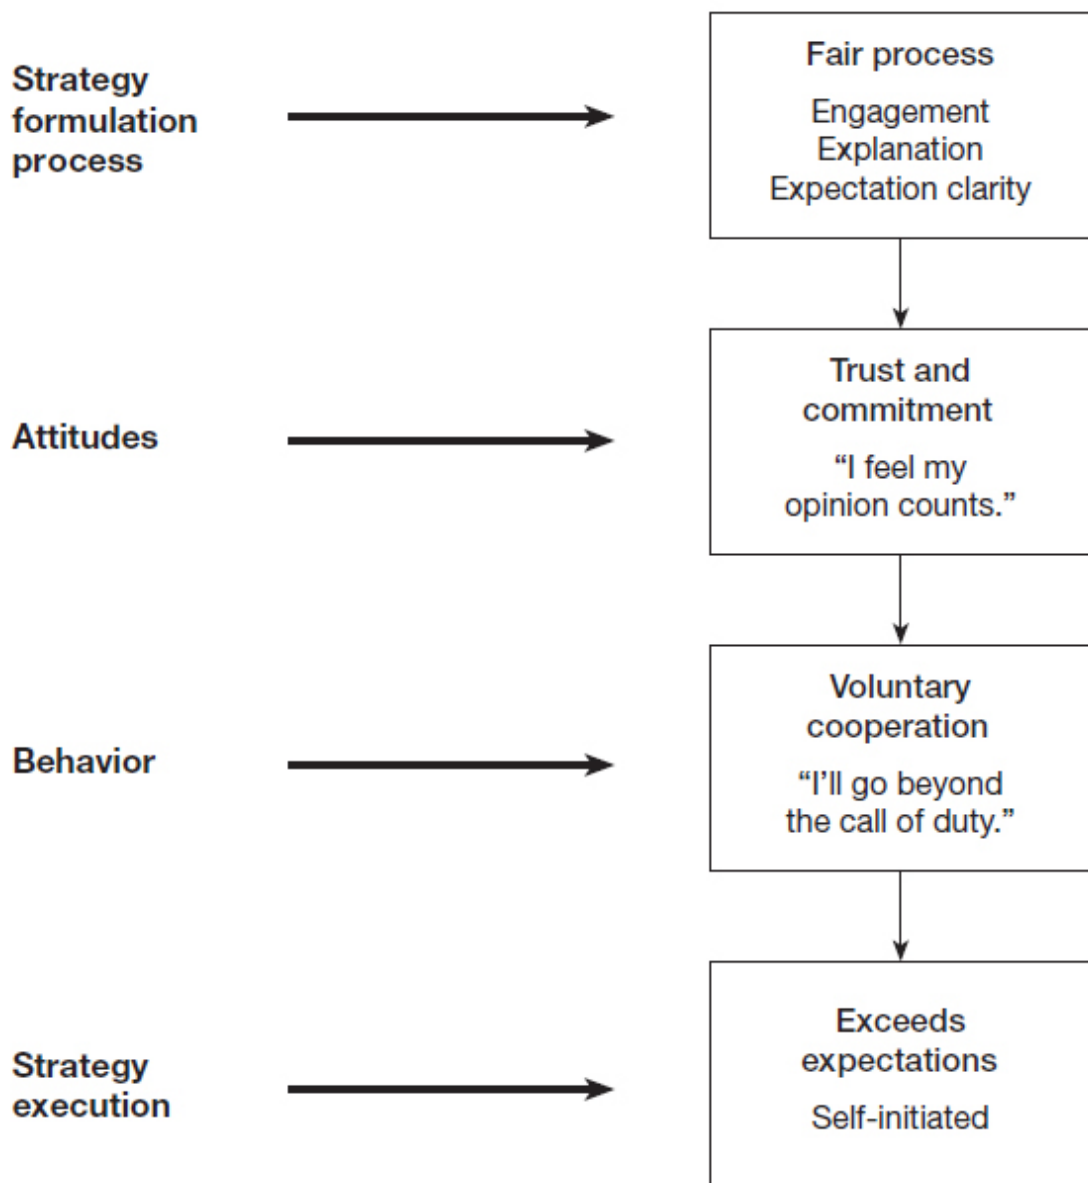 Strategy
formulation
process
Fair process
Engagement
Explanation
Expectation clarity
Attitudes
Trust and
commitment
“I feel my
opinion counts.”
Behavior
Voluntary
cooperation
“I’ll go beyond
the call of duty.”
Strategy
execution
Exceeds
expectations
Self-initiated